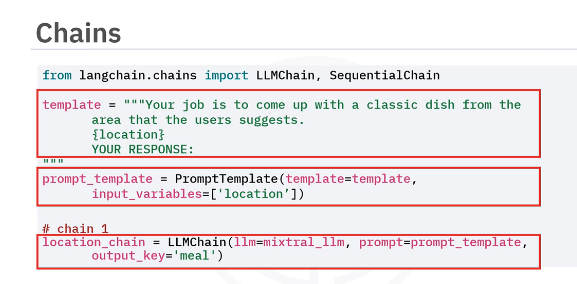 Chains
from langchain.chains import LLMChain, SequentialChain
template = """Your job is to come up with a classic dish from the
area that the users suggests.
{location}
YOUR RESPONSE:
"""
prompt_template = PromptTemplate(template=template,
input_variables=['location’])
# chain 1
location_chain = LLMChain(llm=mixtral_llm, prompt=prompt_template,
output_key='meal')